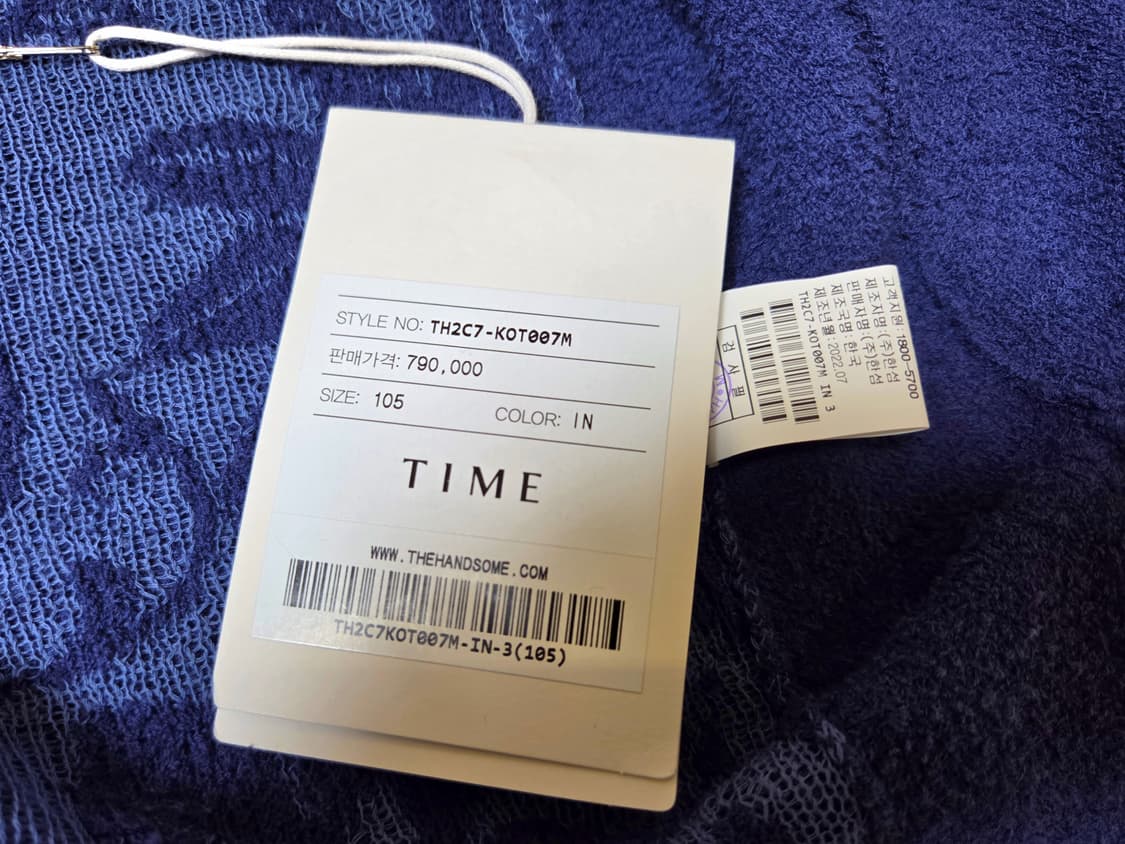 STYLE NO: TH2C7-KOT007M
판매가격: 790,000
SIZE: 105 COLOR: IN
TIME
WWW.THEHANDSOME.COM
TH2C7KOT007M-IN-3(105)
고객지원:1800-5700
제조자명:(주)한섬
판매자명:(주)한섬
제조국명 한국
제조년월:2022.07
TH2C7-KOT007M IN 3
검사필